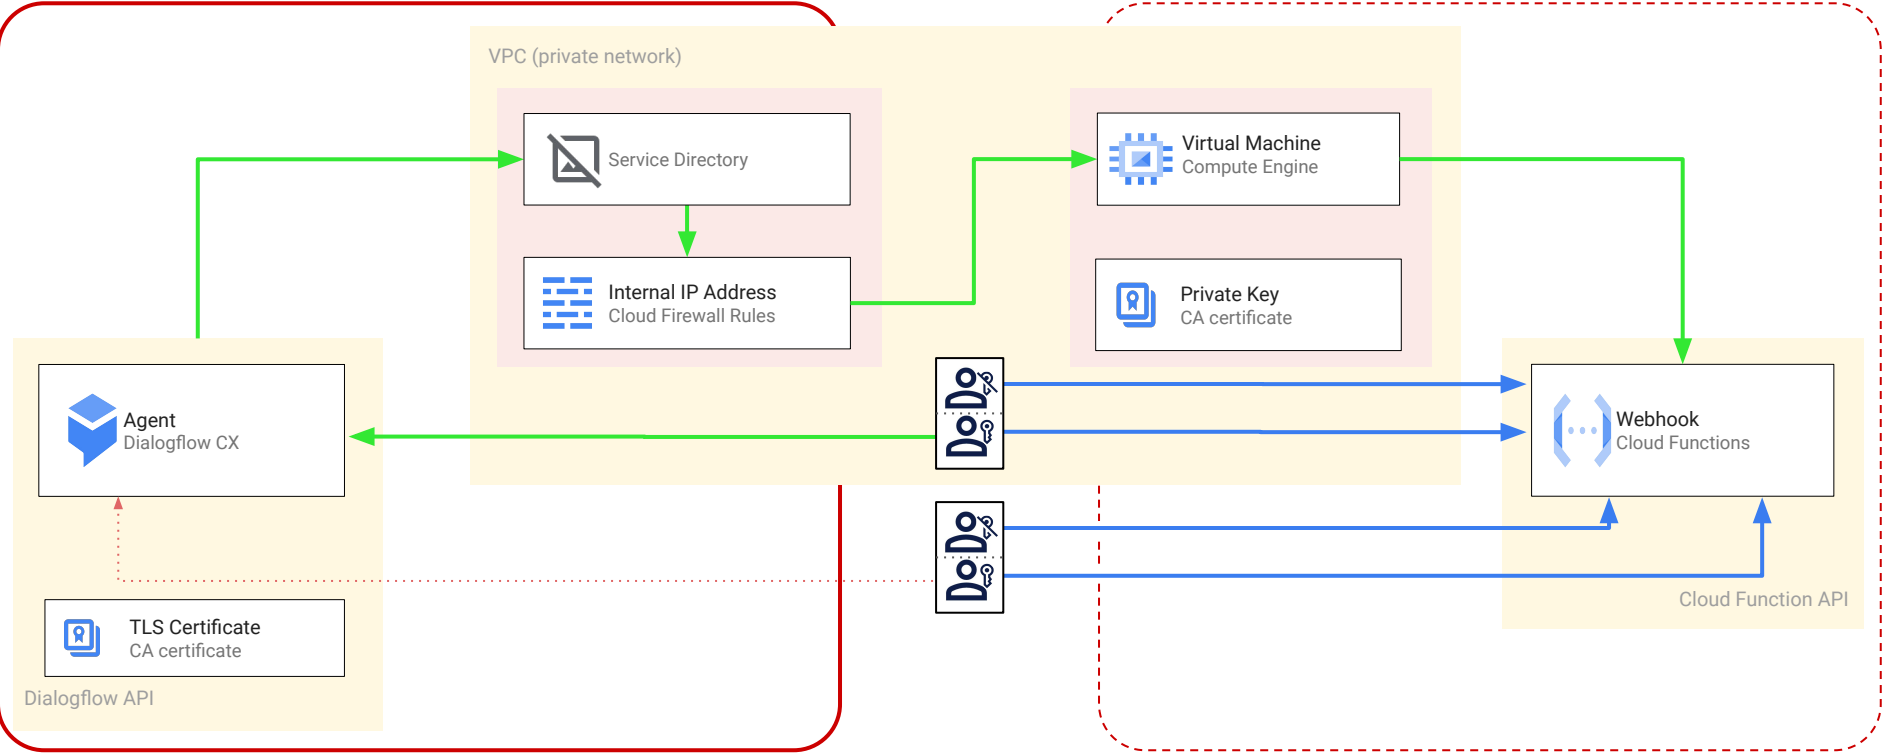 VPC (private network)
Service Directory
Virtual Machine
Compute Engine
Internal IP Address
Cloud Firewall Rules
Private Key
CA certificate
Agent
Dialogflow CX
Webhook
Cloud Functions
Cloud Function API
TLS Certificate
CA certificate
Dialogflow API